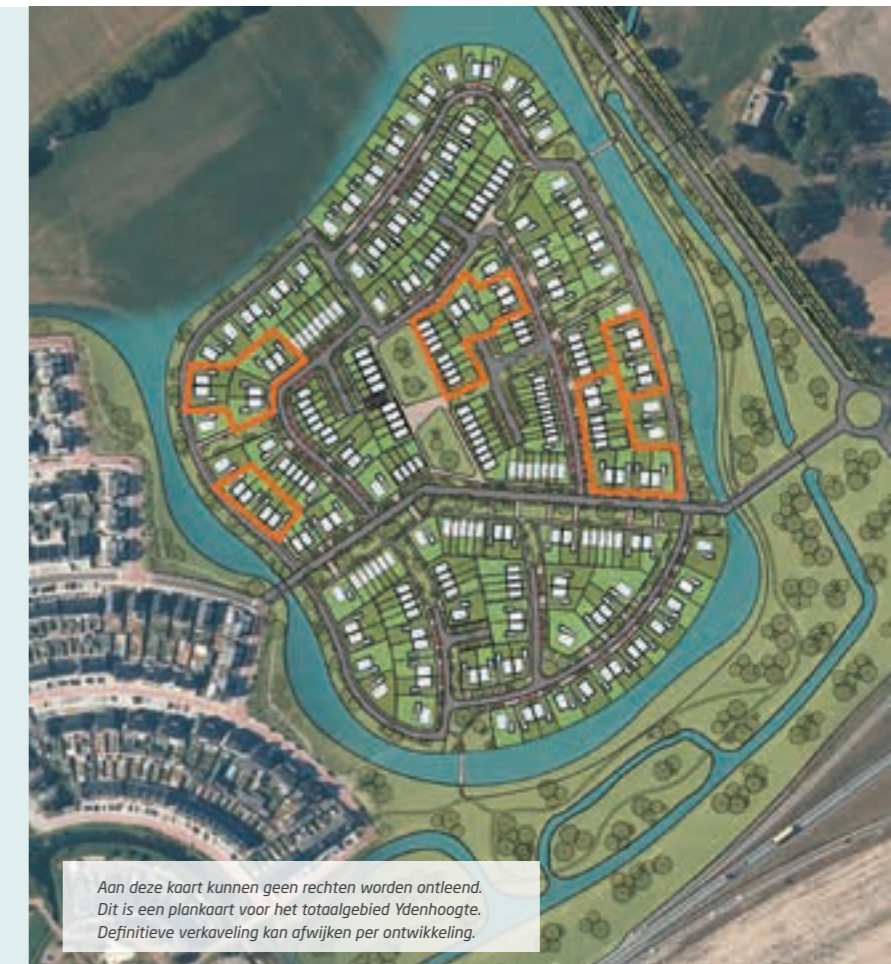 Aan deze kaart kunnen geen rechten worden ontleend.
Dit is een plankaart voor het totaalgebied Ydenhoogte.
Definitieve verkaveling kan afwijken per ontwikkeling.